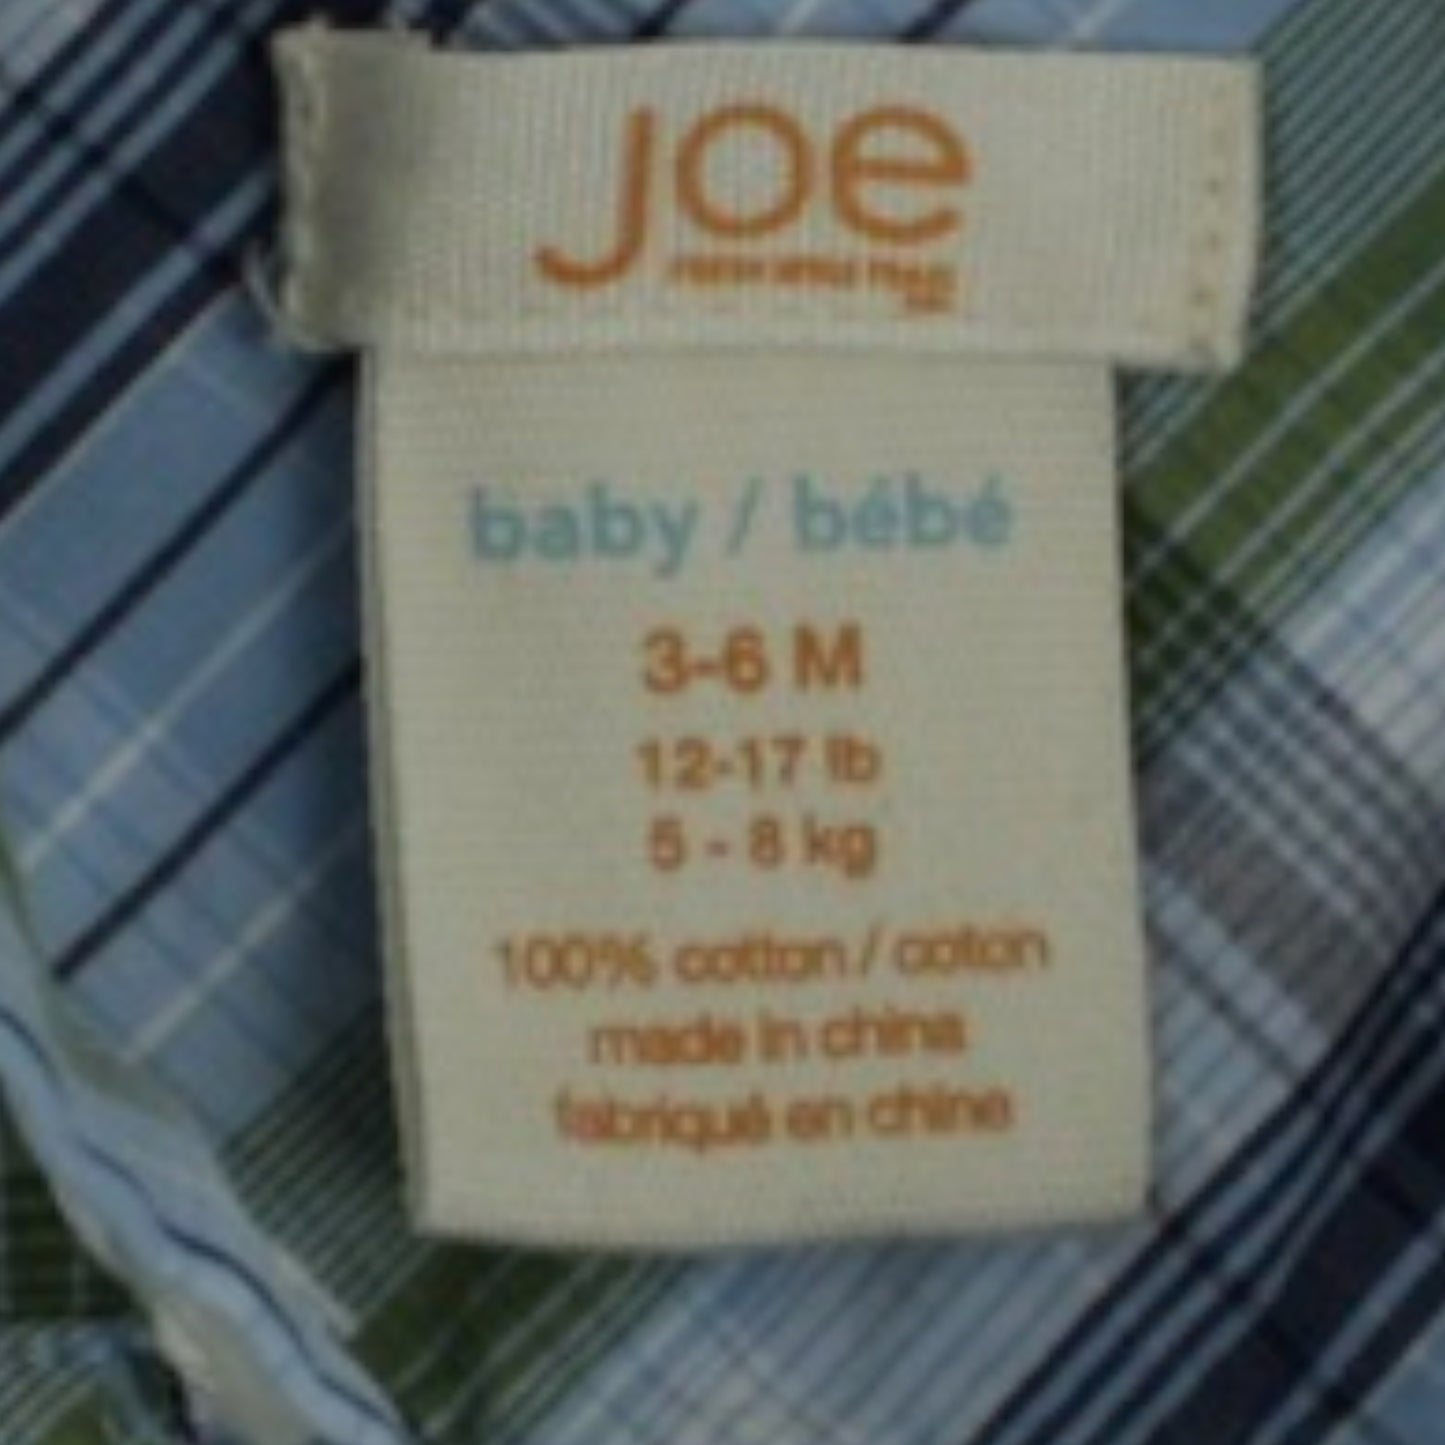 joe
baby / bébé
3-6 M
12-17 lb
5 - 8 kg
100% cotton / coton
made in china
fabriqué en chine